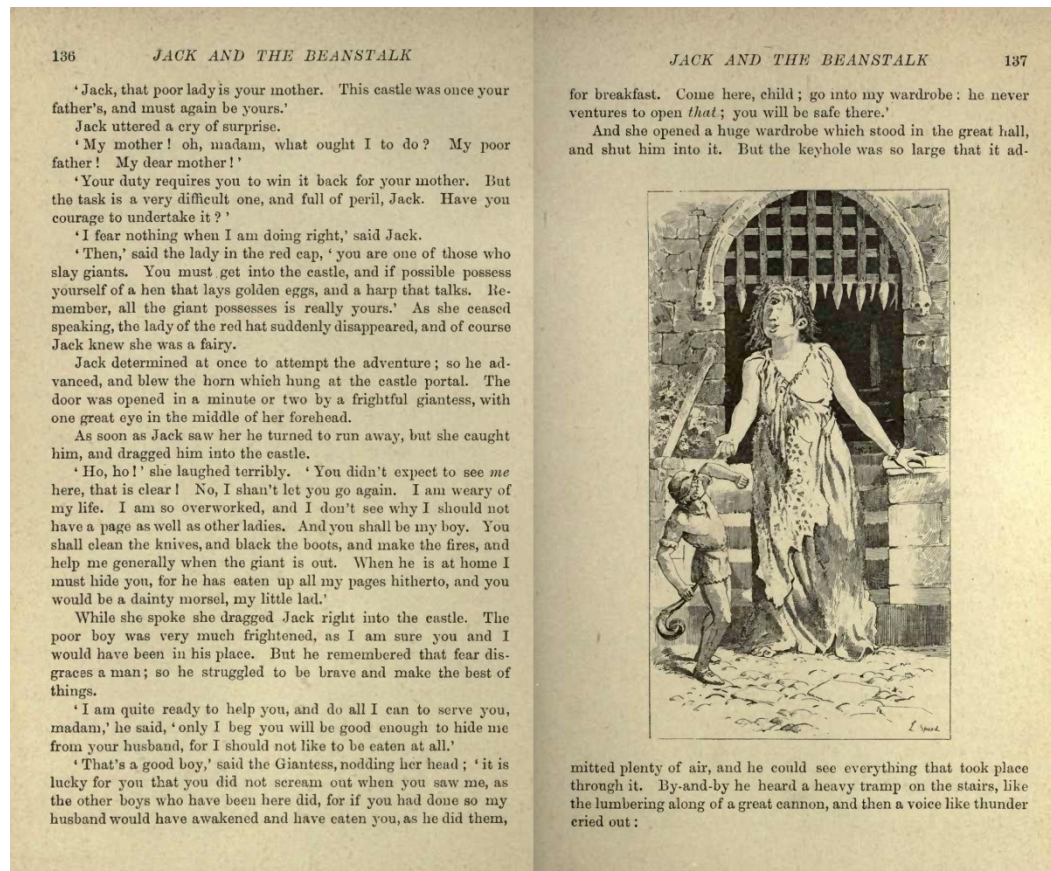 136 JACK AND THE BEANSTALK
‘Jack, that poor lady is your mother. This castle was once your
father’s, and must again be yours.’
Jack uttered a cry of surprise.
‘My mother! oh, madam, what ought I to do? My poor
father! My dear mother!’
‘Your duty requires you to win it back for your mother. But
the task is a very difficult one, and full of peril, Jack. Have you
courage to undertake it?’
‘I fear nothing when I am doing right,’ said Jack.
‘Then,’ said the lady in the red cap, ‘you are one of those who
slay giants. You must get into the castle, and if possible possess
yourself of a hen that lays golden eggs, and a harp that talks. Re-
member, all the giant possesses is really yours.’ As she ceased
speaking, the lady of the red hat suddenly disappeared, and of course
Jack knew she was a fairy.
Jack determined at once to attempt the adventure; so he ad-
vanced, and blew the horn which hung at the castle portal. The
door was opened in a minute or two by a frightful giantess, with
one great eye in the middle of her forehead.
As soon as Jack saw her he turned to run away, but she caught
him, and dragged him into the castle.
‘Ho, ho!’ she laughed terribly. ‘You didn’t expect to see me
here, that is clear! No, I shan’t let you go again. I am weary of
my life. I am so overworked, and I don’t see why I should not
have a page as well as other ladies. And you shall be my boy. You
shall clean the knives, and black the boots, and make the fires, and
help me generally when the giant is out. When he is at home I
must hide you, for he has eaten up all my pages hitherto, and you
would be a dainty morsel, my little lad.’
While she spoke she dragged Jack right into the castle. The
poor boy was very much frightened, as I am sure you and I
would have been in his place. But he remembered that fear dis-
graces a man; so he struggled to be brave and make the best of
things.
‘I am quite ready to help you, and do all I can to serve you,
madam,’ he said, ‘only I beg you will be good enough to hide me
from your husband, for I should not like to be eaten at all.’
‘That’s a good boy,’ said the Giantess, nodding her head; ‘it is
lucky for you that you did not scream out when you saw me, as
the other boys who have been here did, for if you had done so my
husband would have awakened and have eaten you, as he did them,
JACK AND THE BEANSTALK 137
for breakfast. Come here, child; go into my wardrobe: he never
ventures to open that; you will be safe there.’
And she opened a huge wardrobe which stood in the great hall,
and shut him into it. But the keyhole was so large that it ad-
L Speed
mitted plenty of air, and he could see everything that took place
through it. By-and-by he heard a heavy tramp on the stairs, like
the lumbering along of a great cannon, and then a voice like thunder
cried out: